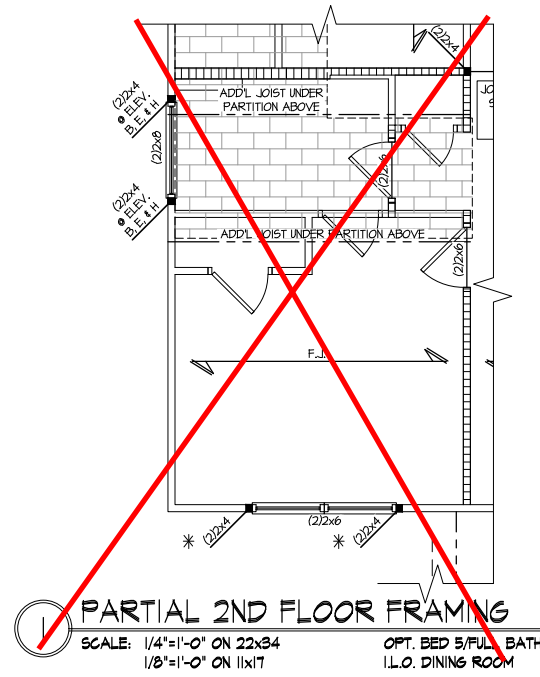 (2)2x4
(2)2x4
@ ELEV.
B, E, & H
ADD'L JOIST UNDER
PARTITION ABOVE
(2)2x8
(2)2x6
(2)2x4
@ ELEV.
B, E, & H
ADD'L JOIST UNDER PARTITION ABOVE
(2)2x6
F.J.
(2)2x4
(2)2x6
(2)2x4
1
PARTIAL 2ND FLOOR FRAMING
SCALE: 1/4"=1'-0" ON 22x34
OPT. BED 5/FULL BATH
1/8"=1'-0" ON 11x17
I.L.O. DINING ROOM